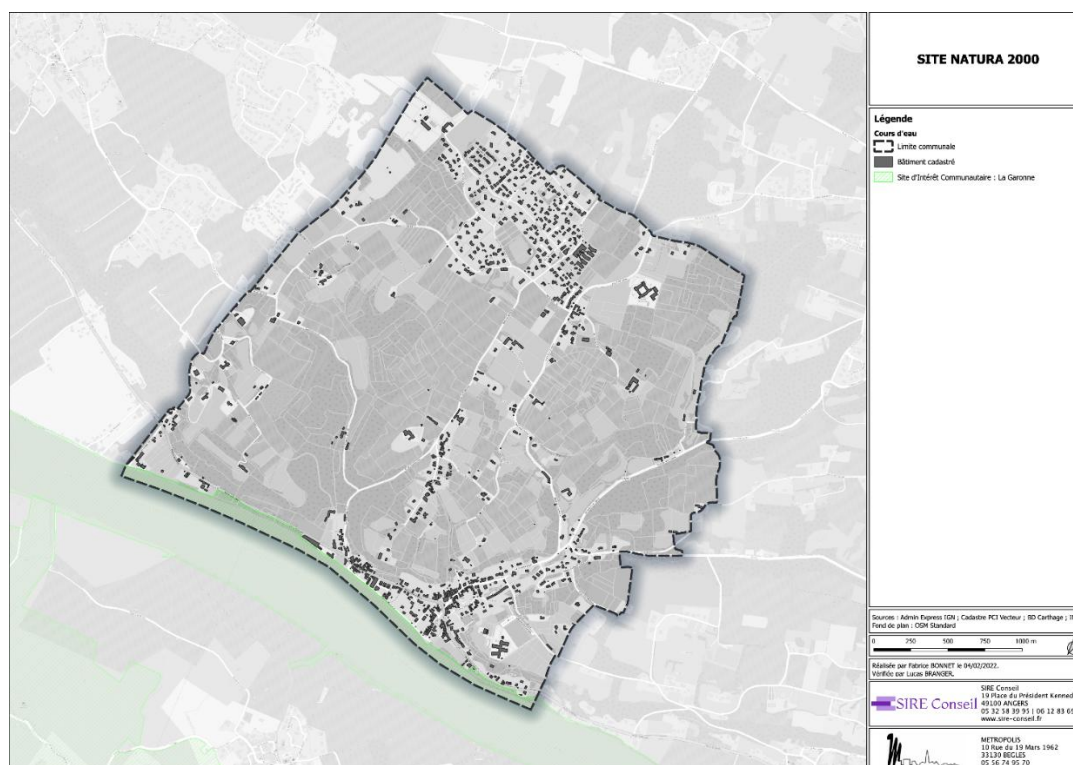 SITE NATURA 2000
Légende
Cours d'eau
Limite communale
Bâtiment cadastré
Site d'Intérêt Communautaire : La Garonne
Sources : Admin Express IGN ; Cadastre PCI Vecteur ; BD Carthage ;
Fond de plan : OSM Standard
0 250 500 750 1000 m
Réalisée par Fabrice BONNET le 04/02/2022.
Vérifiée par Lucas BRANGER.
SIRE Conseil
SIRE Conseil
19 Place du Président Kenned
49100 ANGERS
05 32 58 39 95 | 06 12 83 69
www.sire-conseil.fr
METROPOLIS
10 Rue du 19 Mars 1962
33130 BEGLES
05 56 74 95 70